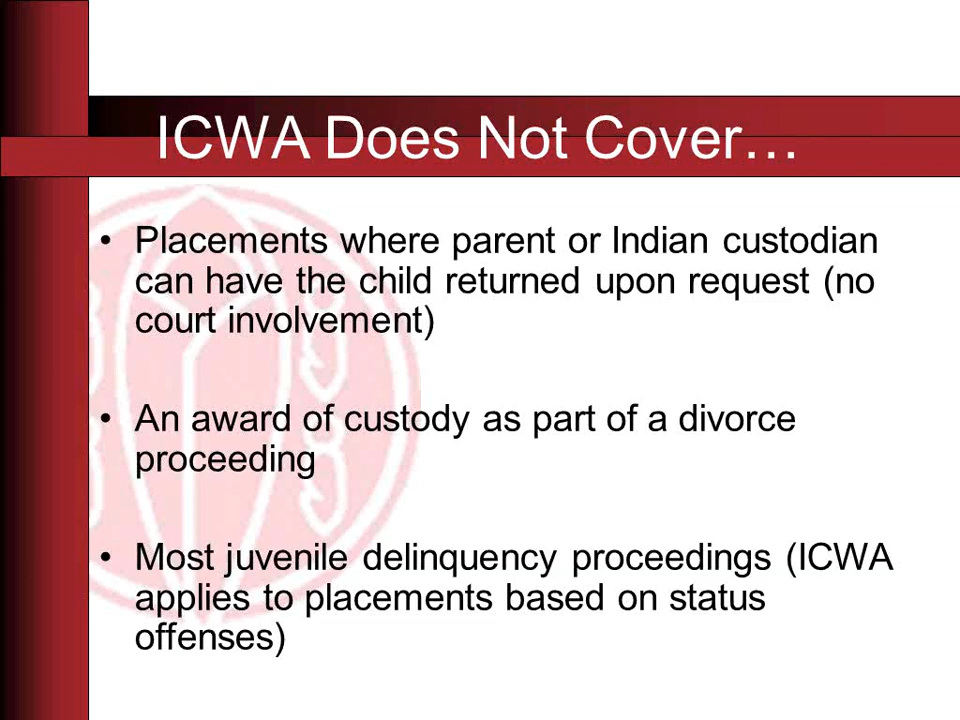 ICWA Does Not Cover…
• Placements where parent or Indian custodian
can have the child returned upon request (no
court involvement)
• An award of custody as part of a divorce
proceeding
• Most juvenile delinquency proceedings (ICWA
applies to placements based on status
offenses)